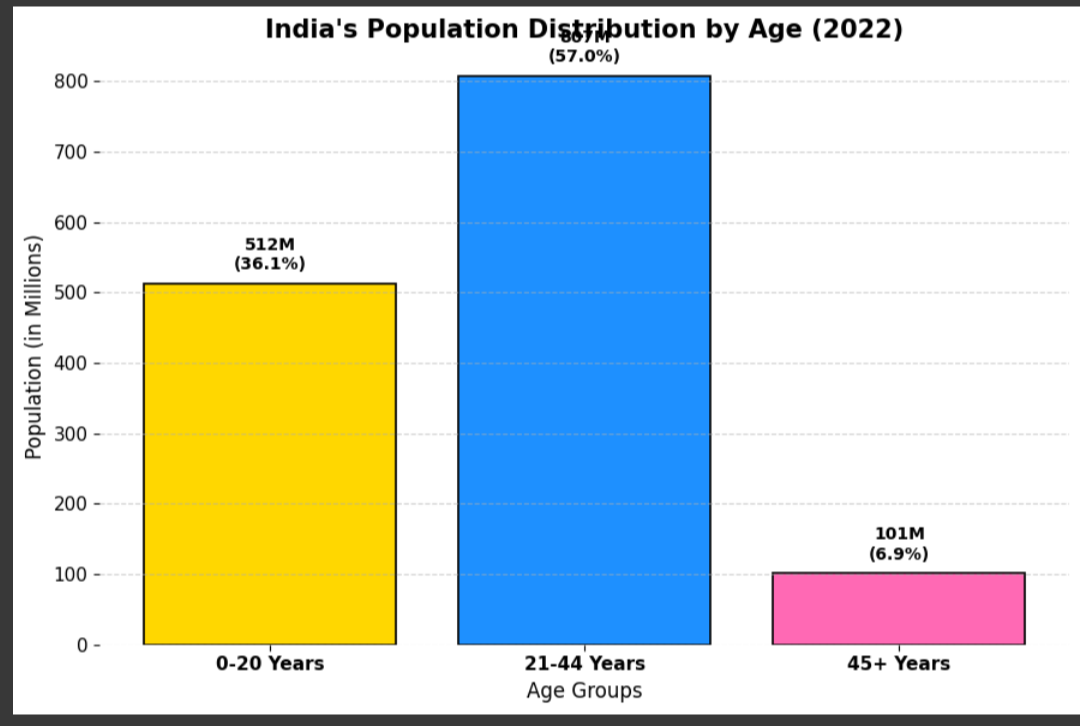 India's Population Distribution by Age (2022)
807M
(57.0%)
800
700
600
500
400
300
200
100
0
Population (in Millions)
512M
(36.1%)
101M
(6.9%)
0-20 Years
21-44 Years
45+ Years
Age Groups